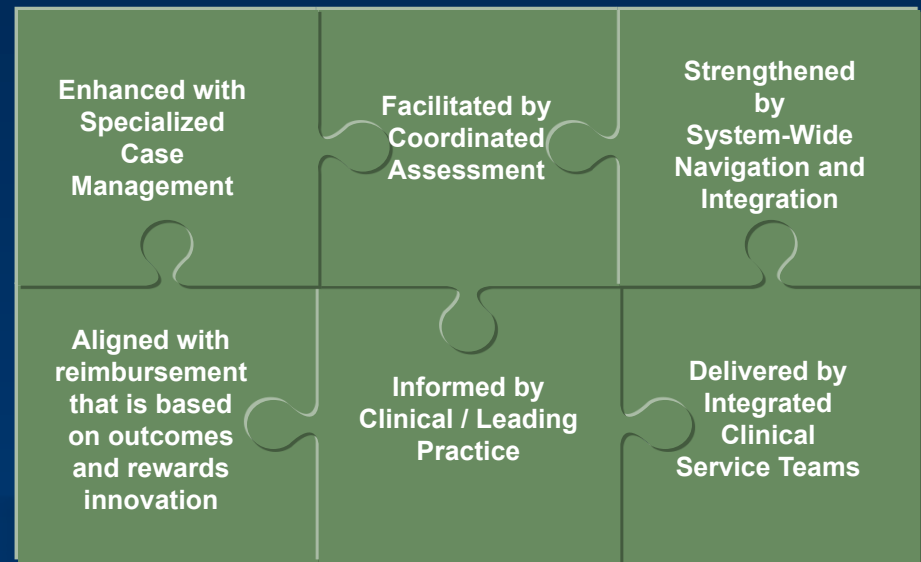 Enhanced with
Specialized
Case
Management
Facilitated by
Coordinated
Assessment
Strengthened
by
System-Wide
Navigation and
Integration
Aligned with
reimbursement
that is based
on outcomes
and rewards
innovation
Informed by
Clinical / Leading
Practice
Delivered by
Integrated
Clinical
Service Teams